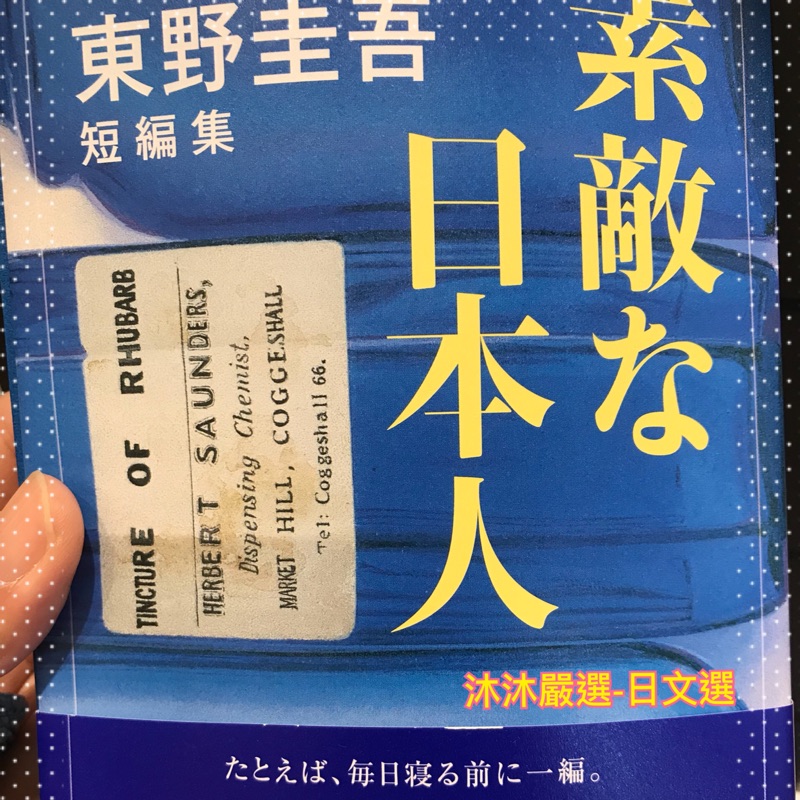 東野圭吾
短編集
素敵な
日本人
TINCTURE OF RHUBARB
HERBERT SAUNDERS,
Dispensing Chemist,
MARKET HILL, COGGESHALL
Tel: Coggeshall 66.
沐沐嚴選-日文選
たとえば、毎日寝る前に一編。